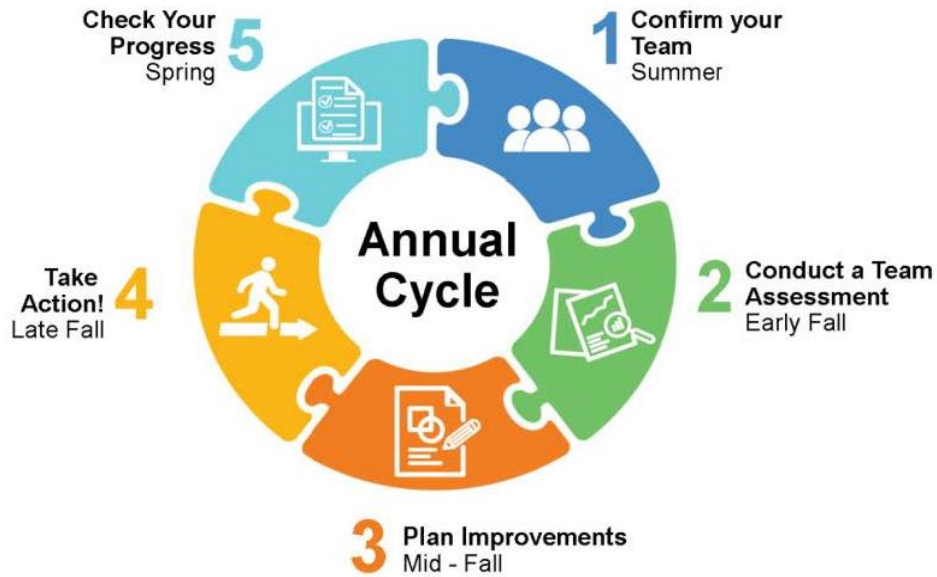 1 Confirm your
Team
Summer
2 Conduct a Team
Assessment
Early Fall
3 Plan Improvements
Mid - Fall
Take
Action! 4
Late Fall
Check Your
Progress 5
Spring
Annual
Cycle